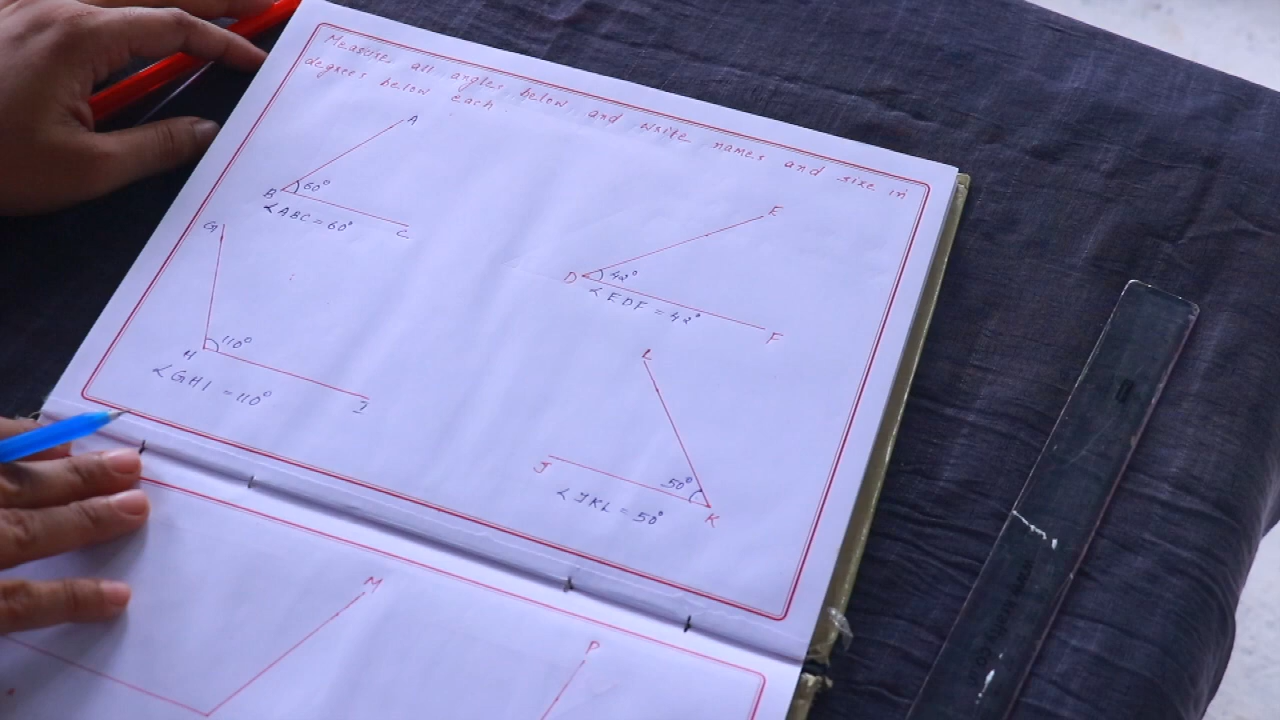 Measure all angles below and write names and size in
degrees below each.
A
B 60°
C
∠ABC = 60°
E
D 42°
∠EDF = 42°
F
G
H 110°
I
∠GHI = 110°
L
J
50°
K
∠JKL = 50°
M
P